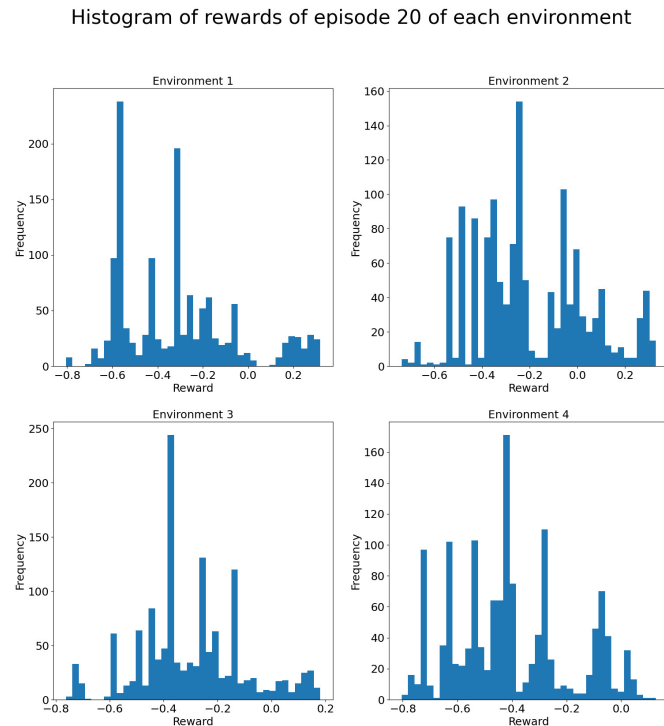 Histogram of rewards of episode 20 of each environment
Environment 1
Frequency
200
150
100
50
0
−0.8 −0.6 −0.4 −0.2 0.0 0.2
Reward
Environment 2
Frequency
160
140
120
100
80
60
40
20
0
−0.6 −0.4 −0.2 0.0 0.2
Reward
Environment 3
Frequency
250
200
150
100
50
0
−0.8 −0.6 −0.4 −0.2 0.0 0.2
Reward
Environment 4
Frequency
160
140
120
100
80
60
40
20
0
−0.8 −0.6 −0.4 −0.2 0.0
Reward